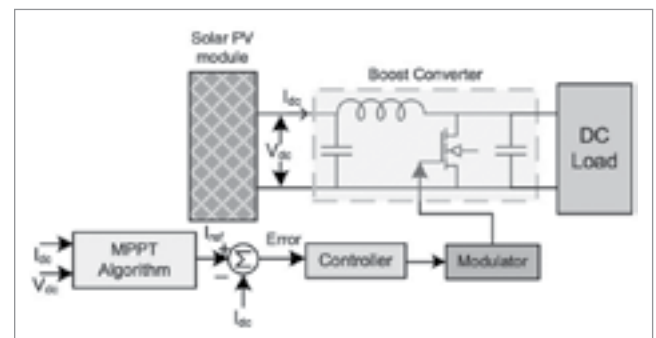 Solar PV
module
Boost Converter
Idc
Vdc
DC
Load
Idc
Vdc
MPPT
Algorithm
Iref
+
Σ
−
Idc
Error
Controller
Modulator